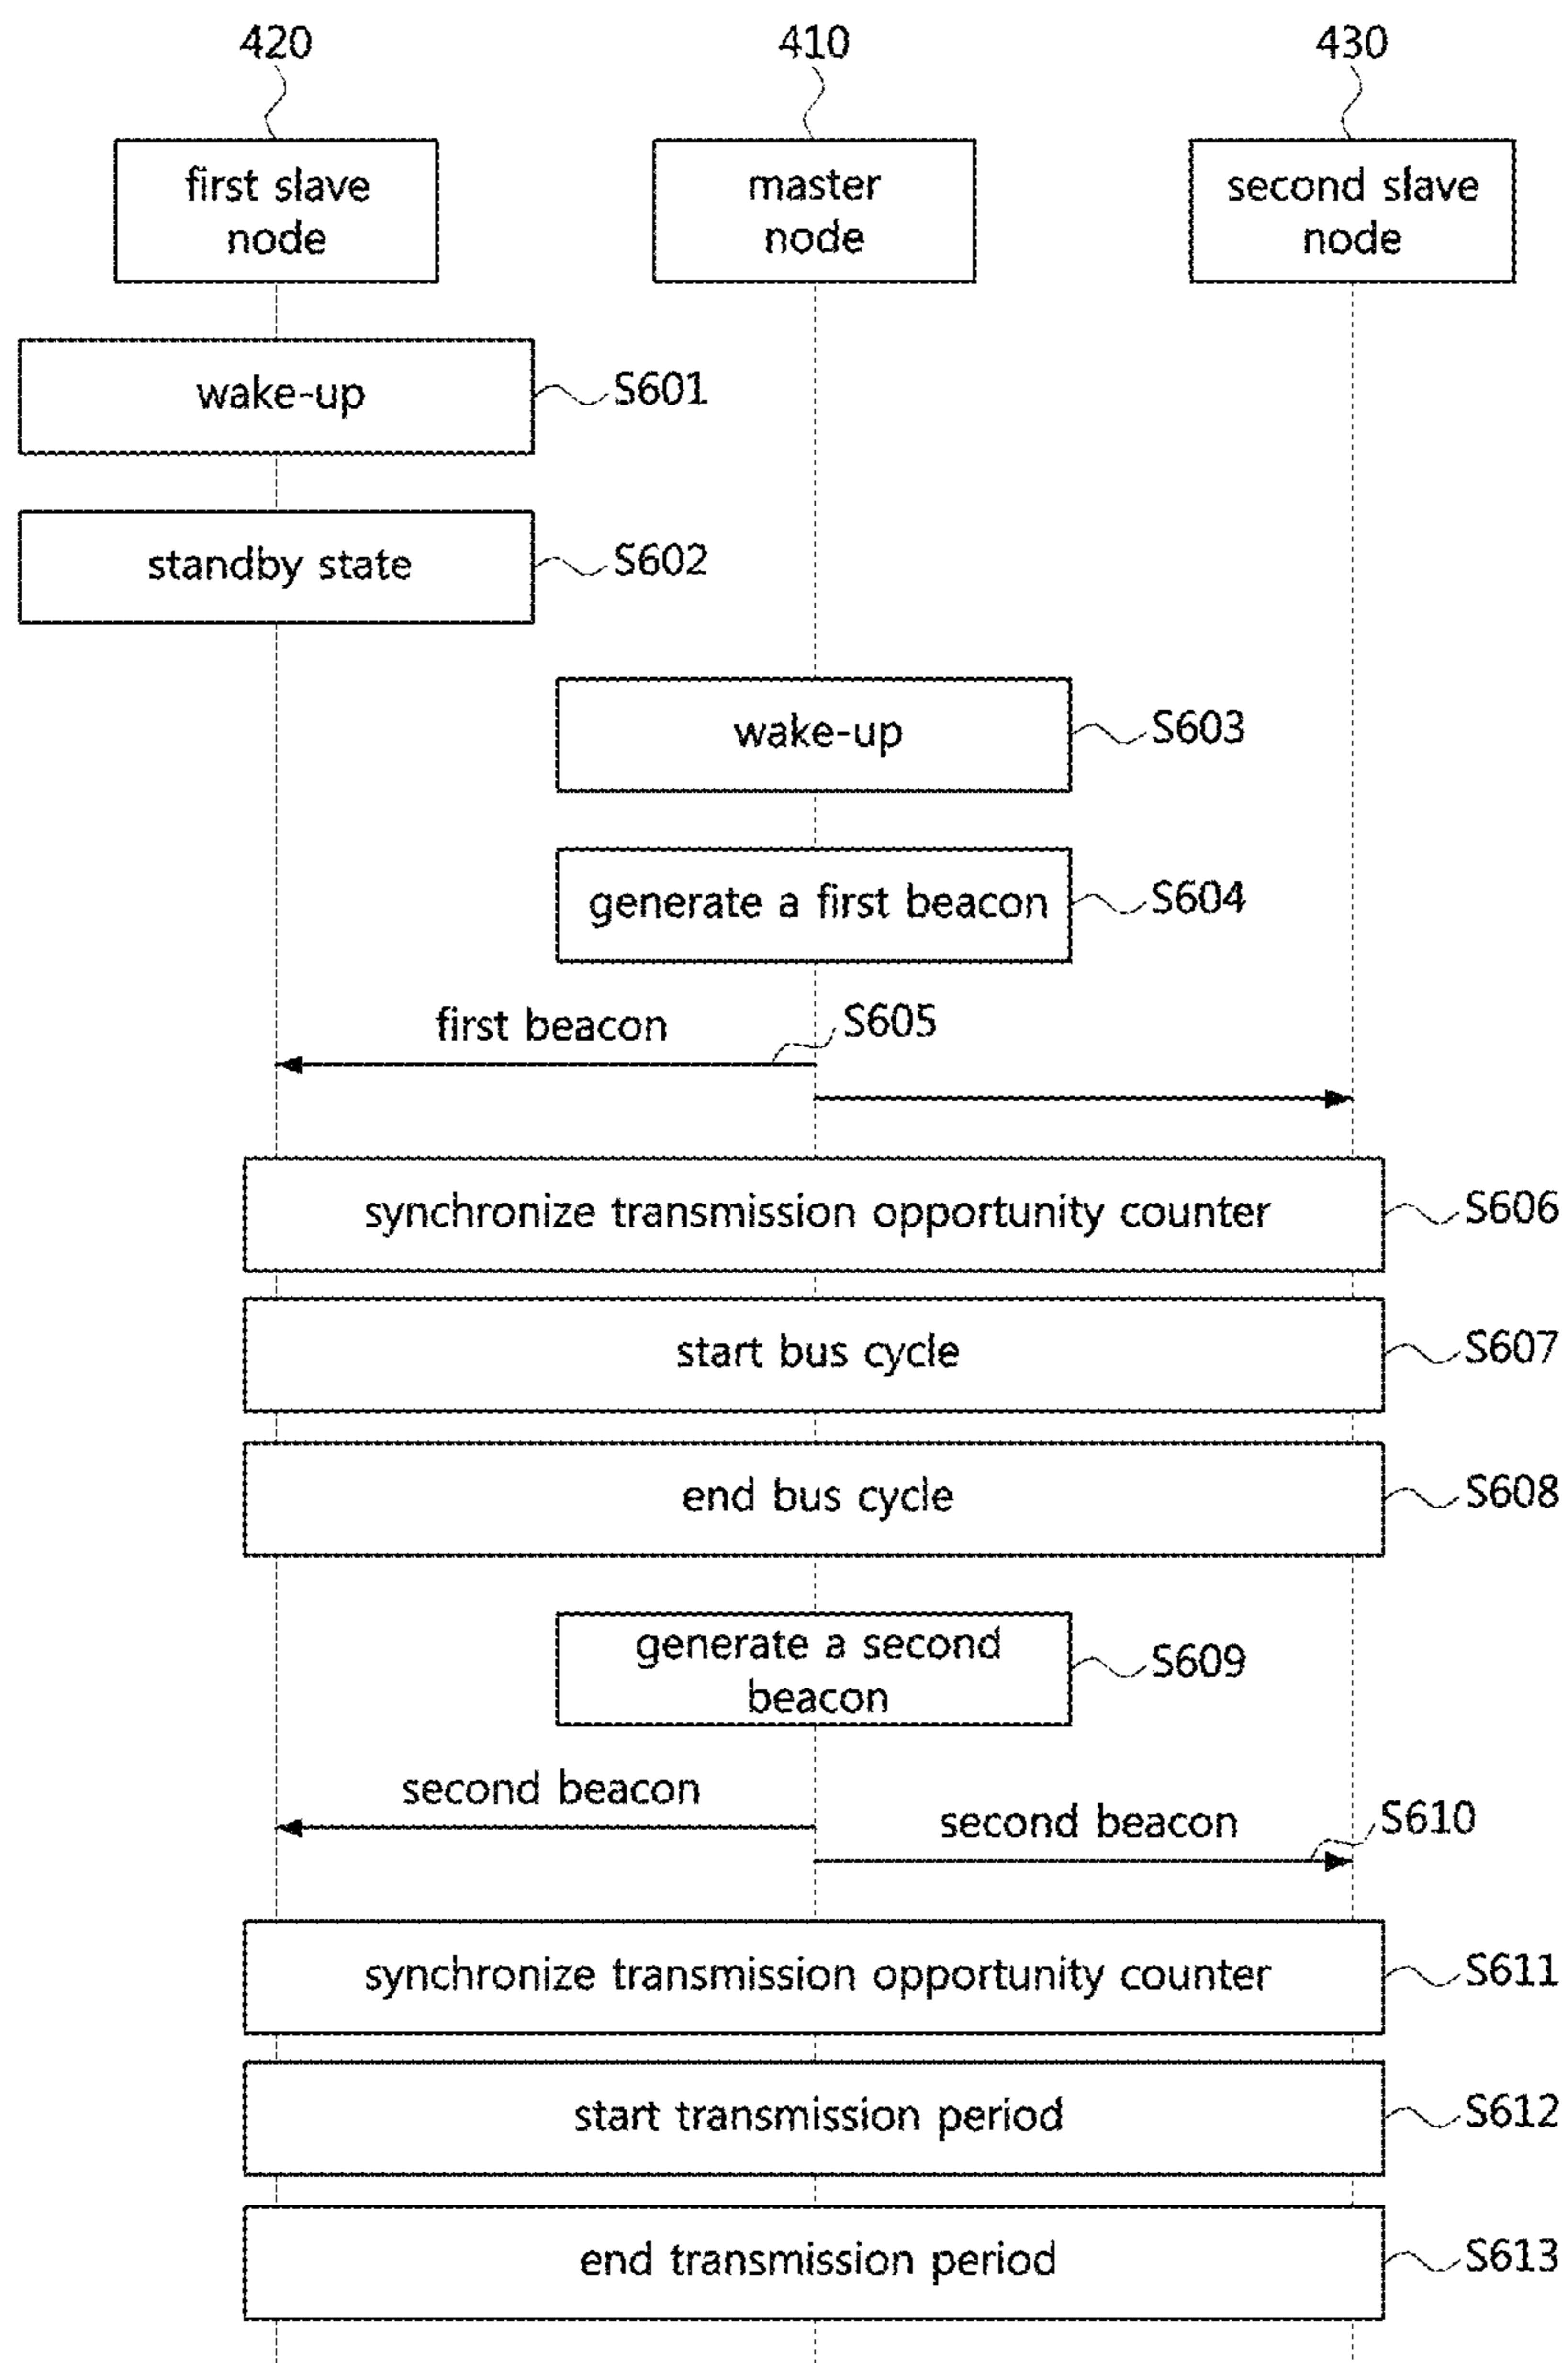 420
410
430
first slave
node
master
node
second slave
node
wake-up
S601
standby state
S602
wake-up
S603
generate a first beacon
S604
first beacon
S605
synchronize transmission opportunity counter
S606
start bus cycle
S607
end bus cycle
S608
generate a second
beacon
S609
second beacon
second beacon
S610
synchronize transmission opportunity counter
S611
start transmission period
S612
end transmission period
S613